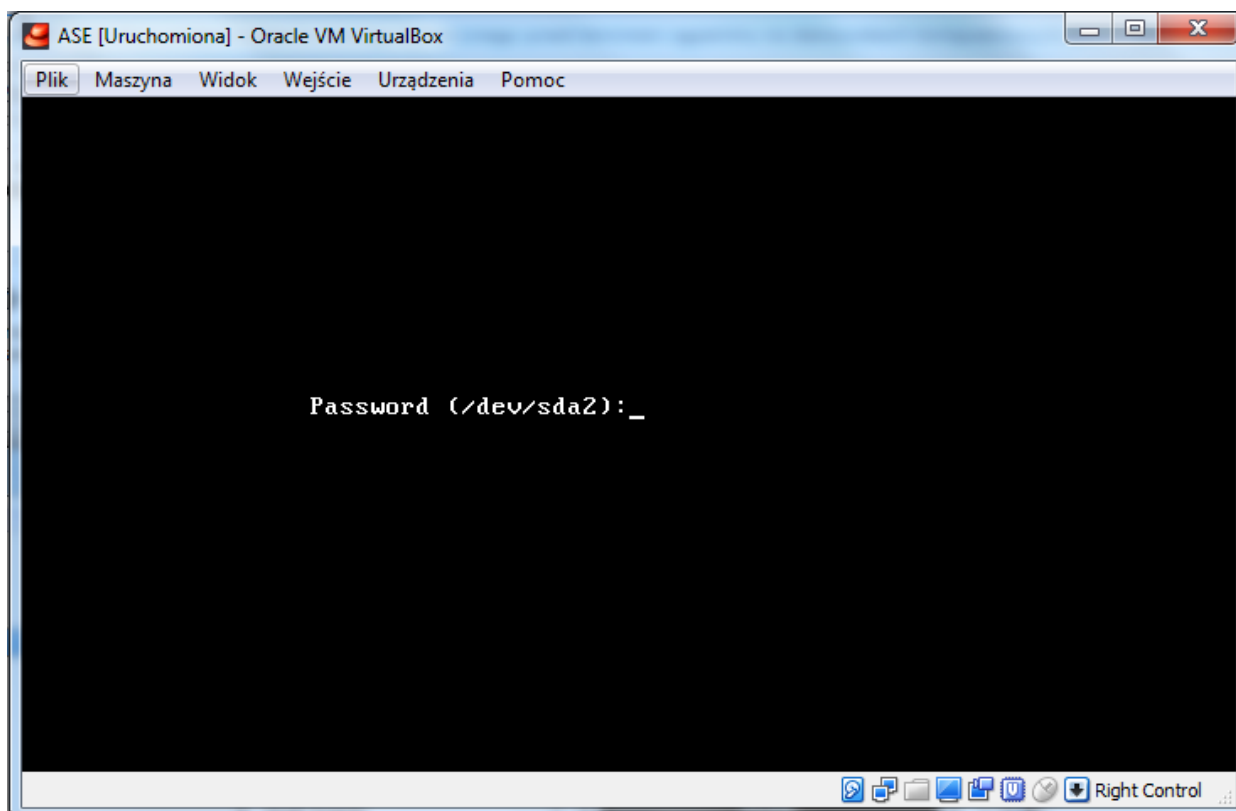 ASE [Uruchomiona] - Oracle VM VirtualBox
Plik Maszyna Widok Wejście Urządzenia Pomoc
Password (/dev/sda2):_
Right Control